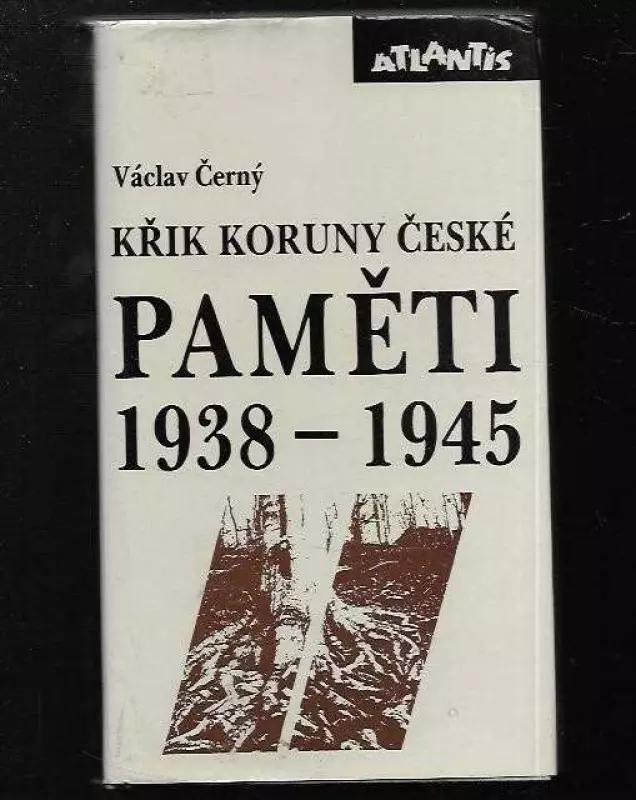 ATLANTIS
Václav Černý
KŘIK KORUNY ČESKÉ
PAMĚTI
1938 – 1945